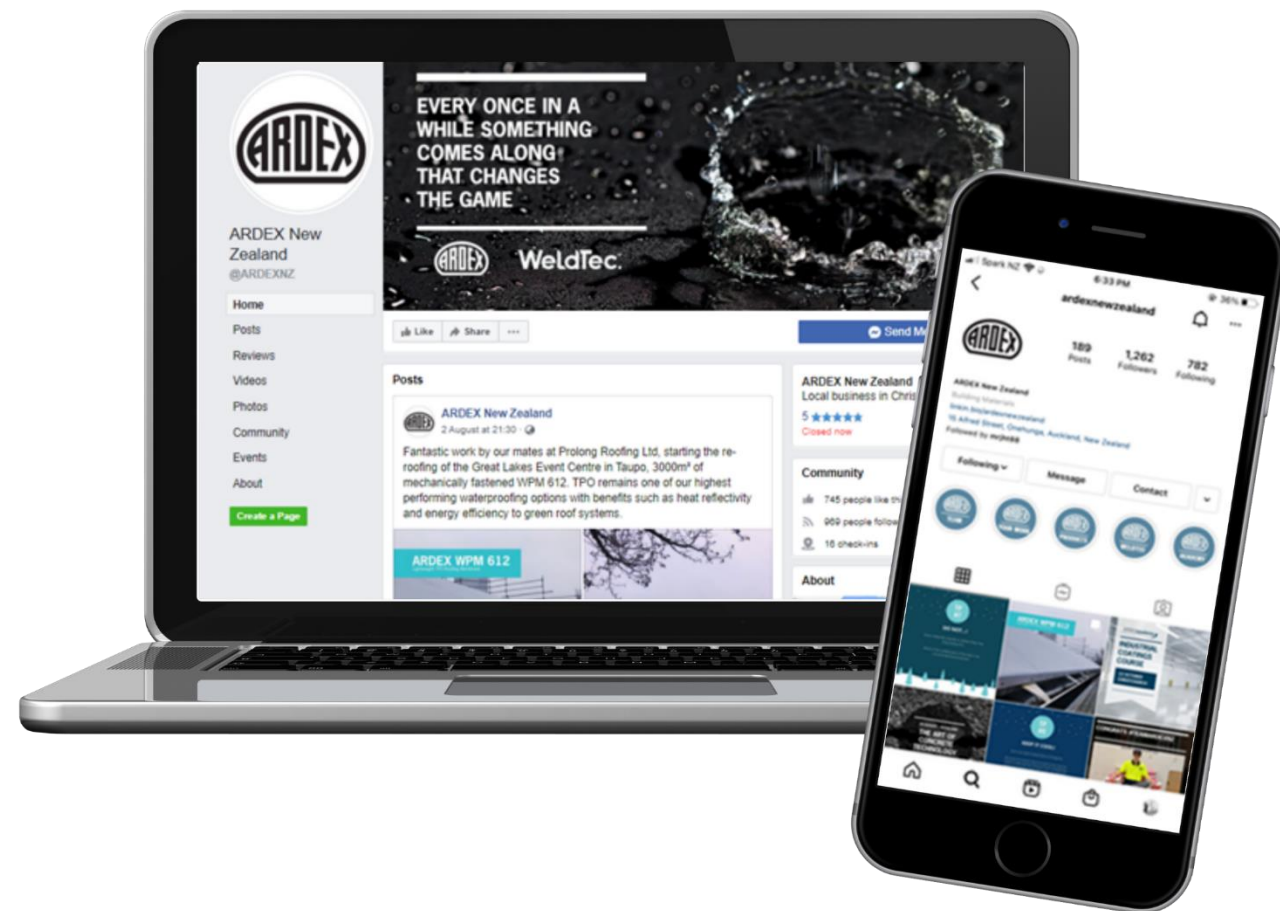 ARDEX
ARDEX New
Zealand
@ARDEXNZ
Home
Posts
Reviews
Videos
Photos
Community
Events
About
Create a Page
EVERY ONCE IN A
WHILE SOMETHING
COMES ALONG
THAT CHANGES
THE GAME
ARDEX WeldTec.
Like Share
Send
Posts
ARDEX New Zealand
2 August at 21:30
Fantastic work by our mates at Prolong Roofing Ltd, starting the re-
roofing of the Great Lakes Event Centre in Taupo, 3000m² of
mechanically fastened WPM 612. TPO remains one of our highest
performing waterproofing options with benefits such as heat reflectivity
and energy efficiency to green roof systems.
ARDEX WPM 612
ARDEX New Zealand
Local business in Chris
5 ★★★★★
Closed now
Community
745 people like
969 people follow
16 check-ins
About
Spark NZ 6:33 PM 36%
ardexnewzealand
ARDEX
189 1,262 782
Posts Followers Following
ARDEX New Zealand
Building Materials
15 Alfred Street, Onehunga, Auckland, New Zealand
Followed by
Following Message Contact
ARDEX WPM 612
INDUSTRIAL
COATINGS
COURSE
THE ART OF
CONCRETE
TECHNOLOGY